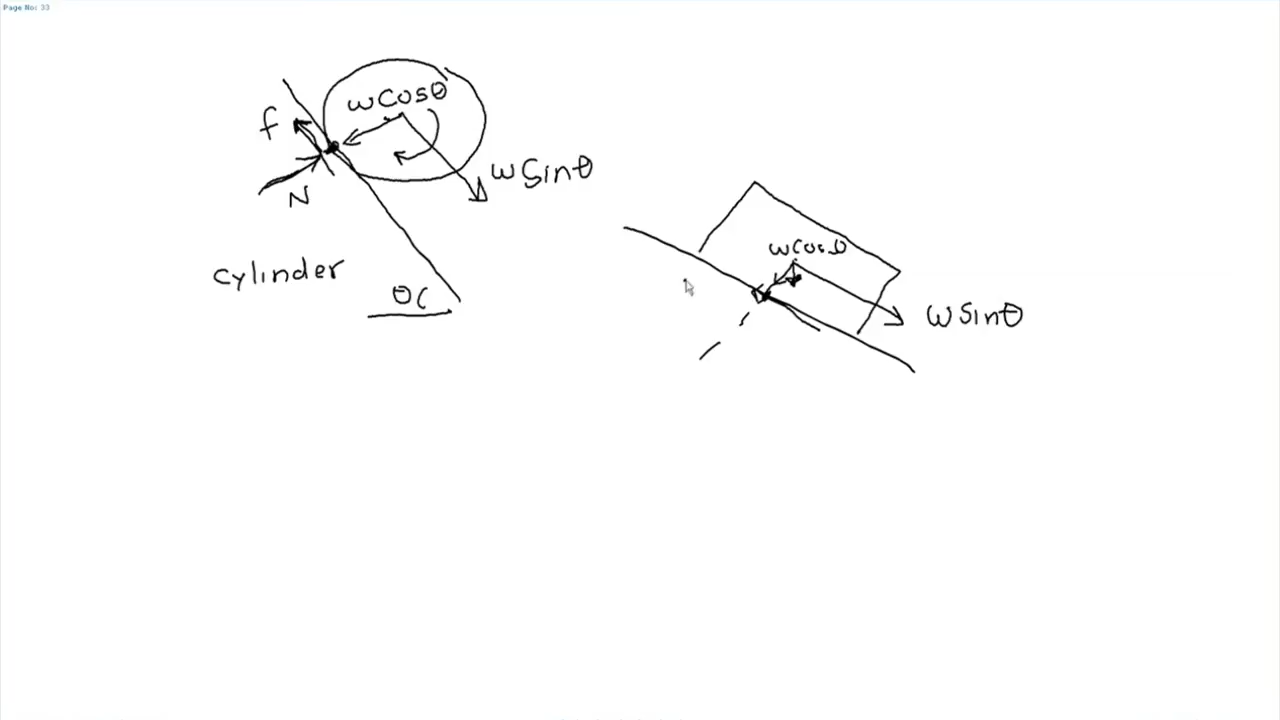 Page No: 33
wCosθ
f
wSinθ
N
wCosθ
cylinder
θ
wSinθ